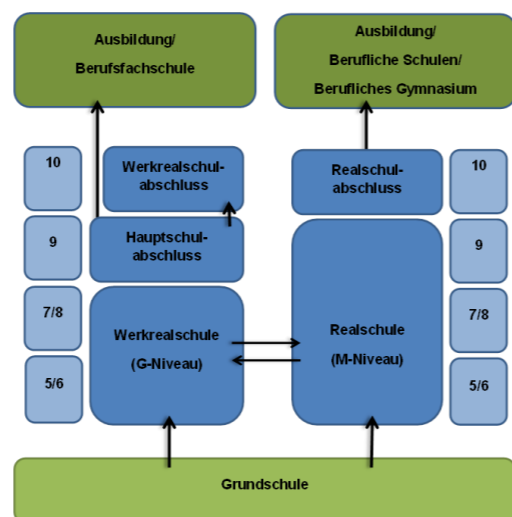 Ausbildung/
Berufsfachschule
Ausbildung/
Berufliche Schulen/
Berufliches Gymnasium
10
Werkrealschul-
abschluss
Realschul-
abschluss
10
9
Hauptschul-
abschluss
9
7/8
Werkrealschule
(G-Niveau)
Realschule
(M-Niveau)
7/8
5/6
5/6
Grundschule